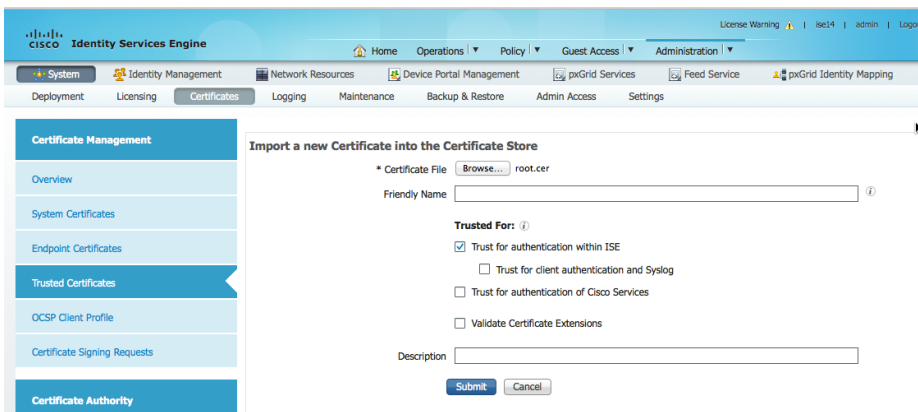 License Warning | ise14 | admin | Logo
CISCO Identity Services Engine
Home Operations | Policy | Guest Access | Administration |
System Identity Management Network Resources Device Portal Management pxGrid Services Feed Service pxGrid Identity Mapping
Deployment Licensing Certificates Logging Maintenance Backup & Restore Admin Access Settings
Certificate Management
Overview
System Certificates
Endpoint Certificates
Trusted Certificates
OCSP Client Profile
Certificate Signing Requests
Certificate Authority
Import a new Certificate into the Certificate Store
* Certificate File Browse... root.cer
Friendly Name
Trusted For:
Trust for authentication within ISE
Trust for client authentication and Syslog
Trust for authentication of Cisco Services
Validate Certificate Extensions
Description
Submit Cancel